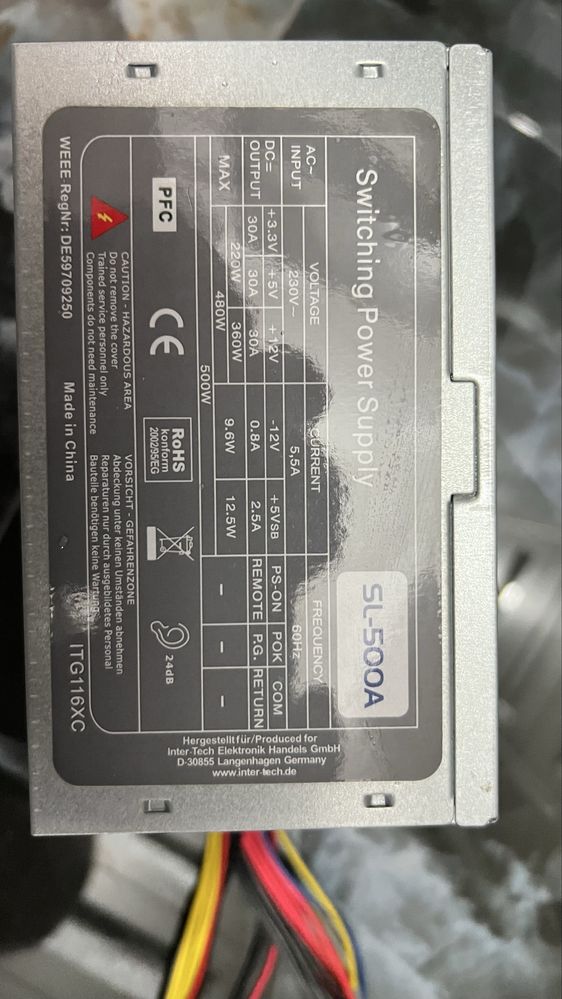 Switching Power Supply
SL-500A
AC~ INPUT VOLTAGE CURRENT FREQUENCY
230V~ 5,5A 60Hz
DC= OUTPUT +3.3V +5V +12V -12V +5VSB PS-ON POK COM
30A 30A 30A 0.8A 2.5A REMOTE P.G. RETURN
MAX 220W 360W 9.6W 12.5W - - -
480W
500W
PFC
CE
RoHS
konform
2002/95/EC
24dB
CAUTION - HAZARDOUS AREA
Do not remove the cover
Trained service personnel only
Components do not need maintenance
VORSICHT - GEFAHRENZONE
Abdeckung unter keinen Umständen abnehmen
Reparaturen nur durch ausgebildetes Personal
Bauteile benötigen keine Wartung
WEEE-RegNr: DE59709250
Made in China
ITG116XC
Hergestellt für/Produced for
Inter-Tech Elektronik Handels GmbH
D-30855 Langenhagen Germany
www.inter-tech.de